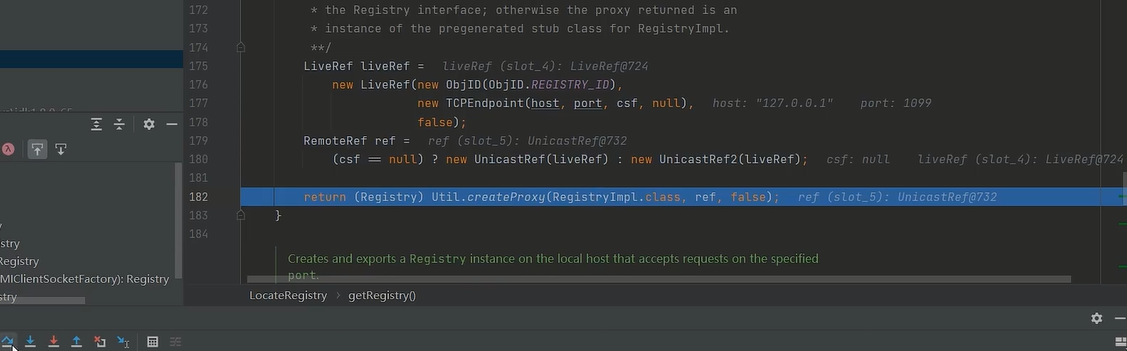 172 * the Registry interface; otherwise the proxy returned is an
173 * instance of the pregenerated stub class for RegistryImpl.
174 **/
175 LiveRef liveRef = liveRef (slot_4): LiveRef@724
176 new LiveRef(new ObjID(ObjID.REGISTRY_ID),
177 new TCPEndpoint(host, port, csf, null), host: "127.0.0.1" port: 1099
178 false);
179 RemoteRef ref = ref (slot_5): UnicastRef@732
180 (csf == null) ? new UnicastRef(liveRef) : new UnicastRef2(liveRef); csf: null liveRef (slot_4): LiveRef@724
181
182 return (Registry) Util.createProxy(RegistryImpl.class, ref, false); ref (slot_5): UnicastRef@732
183 }
184
Creates and exports a Registry instance on the local host that accepts requests on the specified
port.
y
stry
Registry
MIClientSocketFactory): Registry
stry
LocateRegistry › getRegistry()